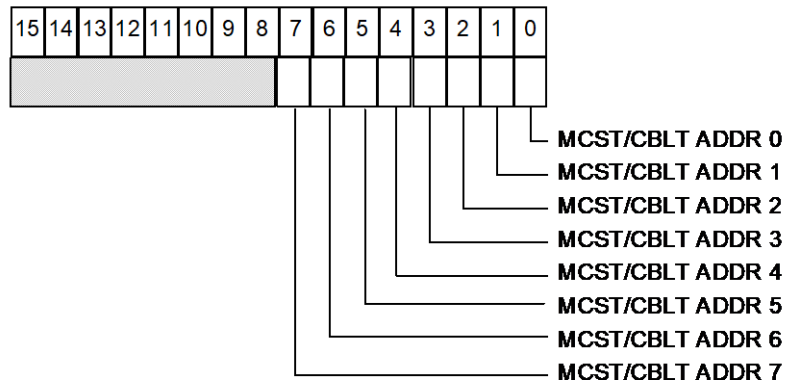 15 14 13 12 11 10 9 8 7 6 5 4 3 2 1 0
MCST/CBLT ADDR 0
MCST/CBLT ADDR 1
MCST/CBLT ADDR 2
MCST/CBLT ADDR 3
MCST/CBLT ADDR 4
MCST/CBLT ADDR 5
MCST/CBLT ADDR 6
MCST/CBLT ADDR 7